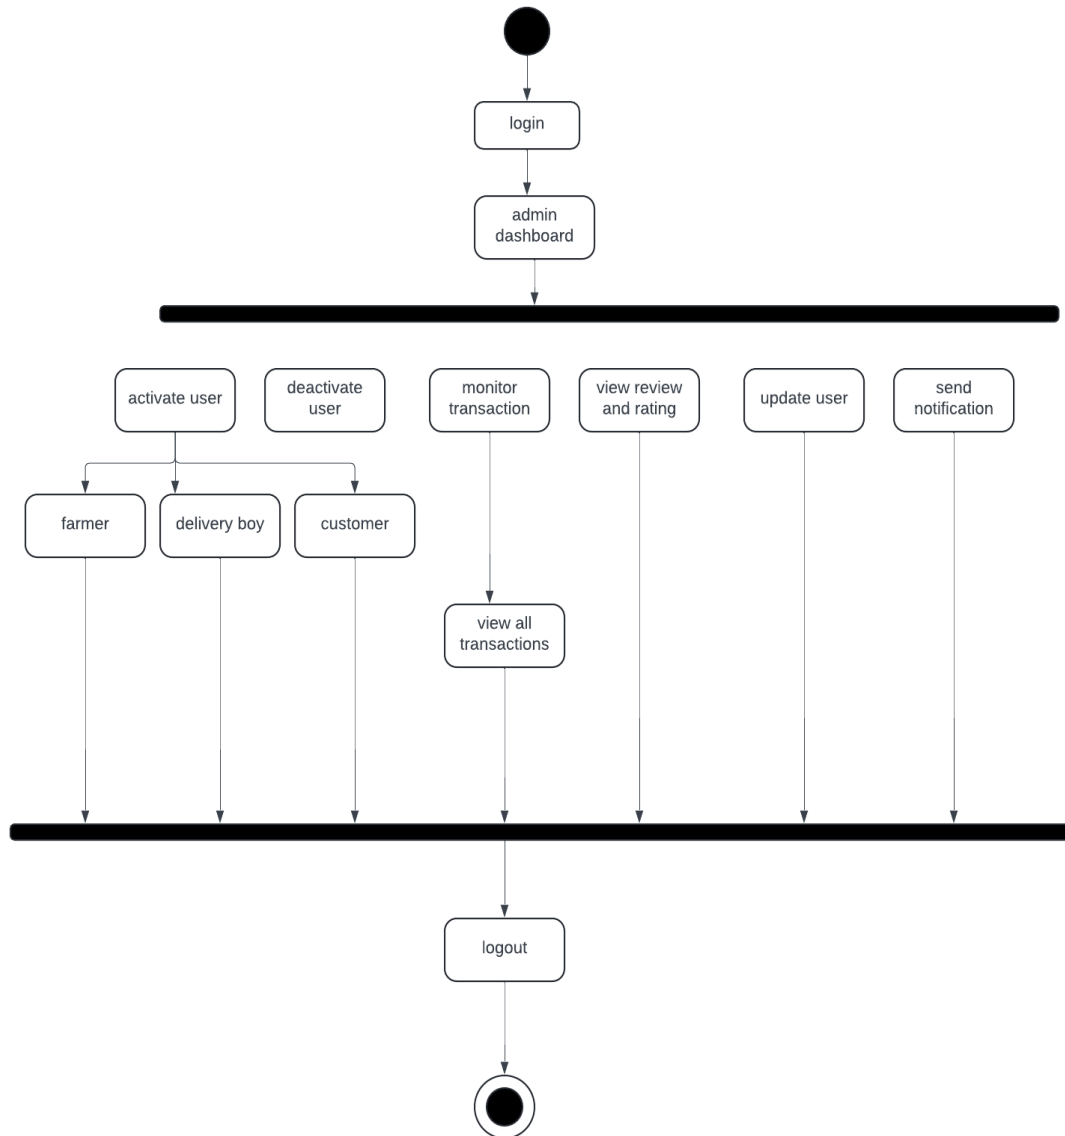 login
admin
dashboard
activate user
deactivate
user
monitor
transaction
view review
and rating
update user
send
notification
farmer
delivery boy
customer
view all
transactions
logout